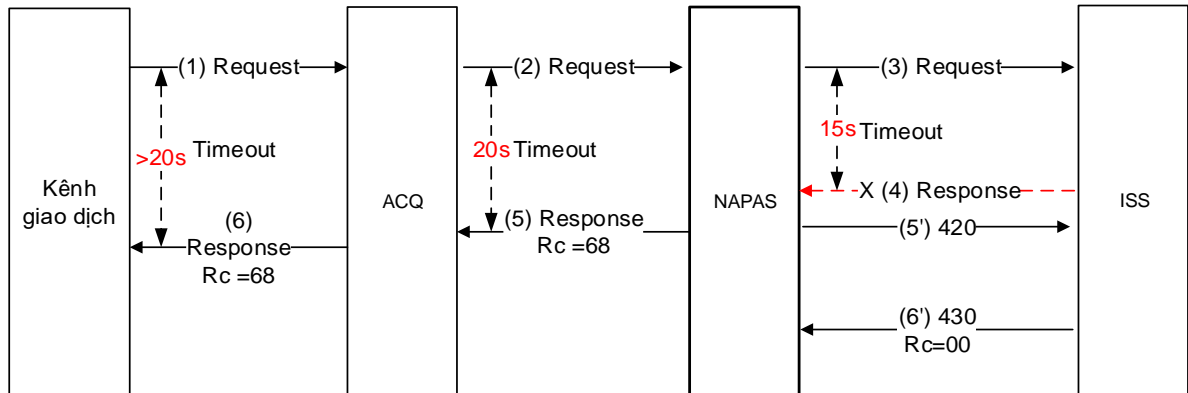 (1) Request
(2) Request
(3) Request
>20s Timeout
20s Timeout
15s Timeout
Kênh
giao dịch
ACQ
NAPAS
ISS
X (4) Response
(5) Response
Rc =68
(6)
Response
Rc =68
(5') 420
(6') 430
Rc=00